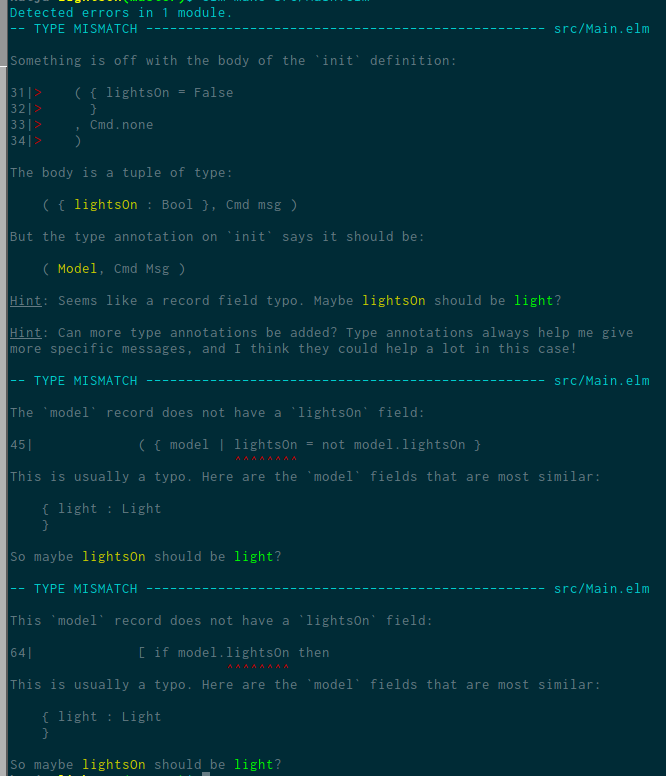 Detected errors in 1 module.
-- TYPE MISMATCH -------------------------------------------------- src/Main.elm
Something is off with the body of the `init` definition:
31|>    ( { lightsOn = False
32|>      }
33|>    , Cmd.none
34|>    )
The body is a tuple of type:
( { lightsOn : Bool }, Cmd msg )
But the type annotation on `init` says it should be:
( Model, Cmd Msg )
Hint: Seems like a record field typo. Maybe lightsOn should be light?
Hint: Can more type annotations be added? Type annotations always help me give
more specific messages, and I think they could help a lot in this case!
-- TYPE MISMATCH -------------------------------------------------- src/Main.elm
The `model` record does not have a `lightsOn` field:
45|             ( { model | lightsOn = not model.lightsOn }
^^^^^^^^
This is usually a typo. Here are the `model` fields that are most similar:
{ light : Light
}
So maybe lightsOn should be light?
-- TYPE MISMATCH -------------------------------------------------- src/Main.elm
This `model` record does not have a `lightsOn` field:
64|             [ if model.lightsOn then
^^^^^^^^
This is usually a typo. Here are the `model` fields that are most similar:
{ light : Light
}
So maybe lightsOn should be light?